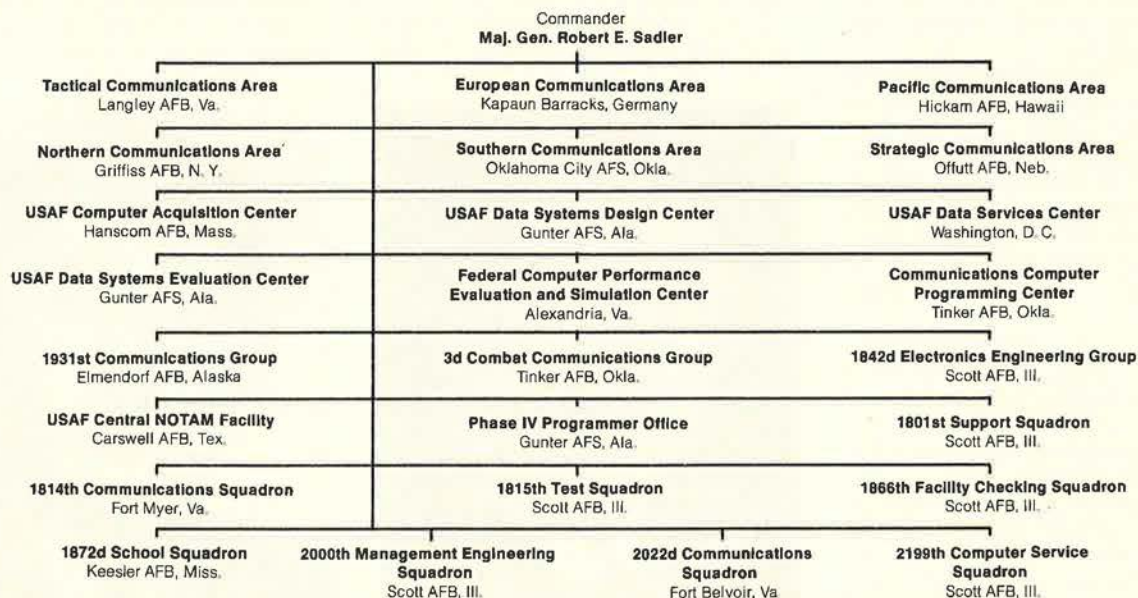 Commander
Maj. Gen. Robert E. Sadler
Tactical Communications Area
Langley AFB, Va.
European Communications Area
Kapaun Barracks, Germany
Pacific Communications Area
Hickam AFB, Hawaii
Northern Communications Area
Griffiss AFB, N. Y.
Southern Communications Area
Oklahoma City AFS, Okla.
Strategic Communications Area
Offutt AFB, Neb.
USAF Computer Acquisition Center
Hanscom AFB, Mass.
USAF Data Systems Design Center
Gunter AFS, Ala.
USAF Data Services Center
Washington, D. C.
USAF Data Systems Evaluation Center
Gunter AFS, Ala.
Federal Computer Performance
Evaluation and Simulation Center
Alexandria, Va.
Communications Computer
Programming Center
Tinker AFB, Okla.
1931st Communications Group
Elmendorf AFB, Alaska
3d Combat Communications Group
Tinker AFB, Okla.
1842d Electronics Engineering Group
Scott AFB, Ill.
USAF Central NOTAM Facility
Carswell AFB, Tex.
Phase IV Programmer Office
Gunter AFS, Ala.
1801st Support Squadron
Scott AFB, Ill.
1814th Communications Squadron
Fort Myer, Va.
1815th Test Squadron
Scott AFB, Ill.
1866th Facility Checking Squadron
Scott AFB, Ill.
1872d School Squadron
Keesler AFB, Miss.
2000th Management Engineering
Squadron
Scott AFB, Ill.
2022d Communications
Squadron
Fort Belvoir, Va.
2199th Computer Service
Squadron
Scott AFB, Ill.